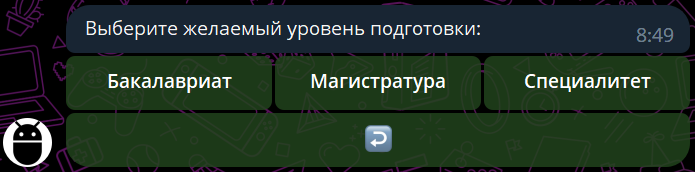 Выберите желаемый уровень подготовки:
8:49
Бакалавриат Магистратура Специалитет